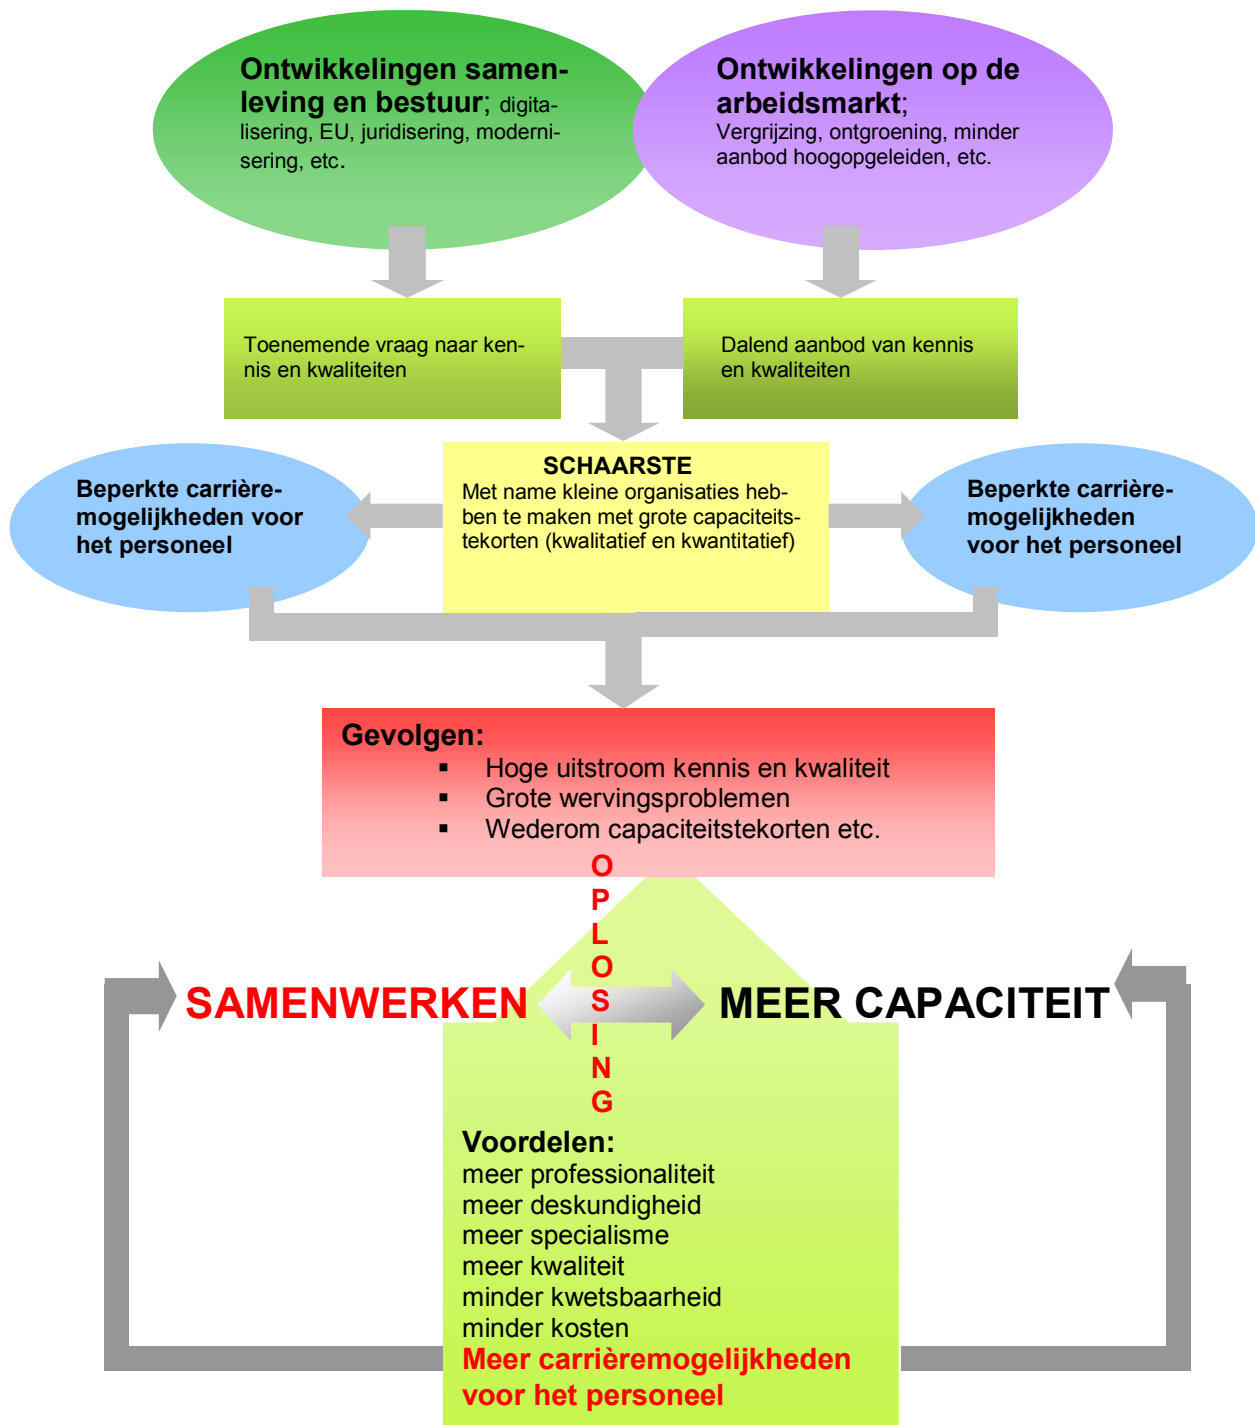 Ontwikkelingen samen-
leving en bestuur; digita-
lisering, EU, juridisering, moderni-
sering, etc.
Ontwikkelingen op de
arbeidsmarkt;
Vergrijzing, ontgroening, minder
aanbod hoogopgeleiden, etc.
Toenemende vraag naar ken-
nis en kwaliteiten
Dalend aanbod van kennis
en kwaliteiten
Beperkte carrière-
mogelijkheden voor
het personeel
SCHAARSTE
Met name kleine organisaties heb-
ben te maken met grote capaciteits-
tekorten (kwalitatief en kwantitatief)
Beperkte carrière-
mogelijkheden
voor het personeel
Gevolgen:
▪ Hoge uitstroom kennis en kwaliteit
▪ Grote wervingsproblemen
▪ Wederom capaciteitstekorten etc.
O
P
L
O
S
I
N
G
SAMENWERKEN
MEER CAPACITEIT
Voordelen:
meer professionaliteit
meer deskundigheid
meer specialisme
meer kwaliteit
minder kwetsbaarheid
minder kosten
Meer carrièremogelijkheden
voor het personeel